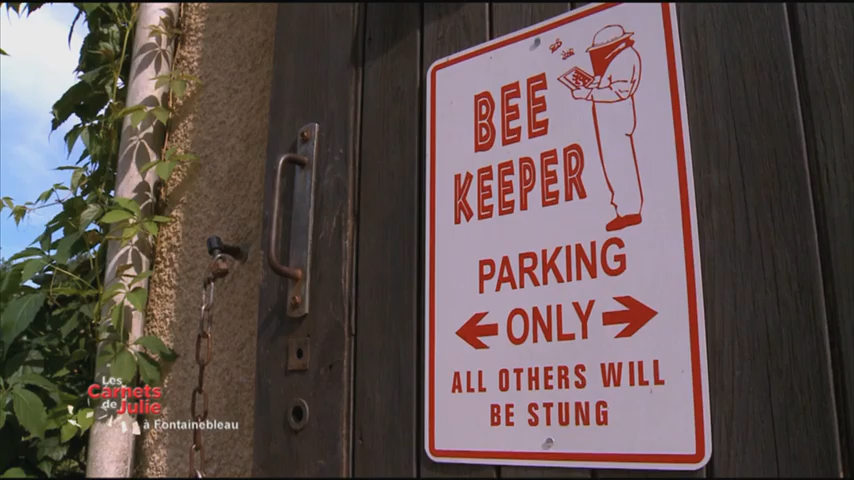 BEE
KEEPER
PARKING
ONLY
ALL OTHERS WILL
BE STUNG
Les
Carnets
de
Julie
à Fontainebleau